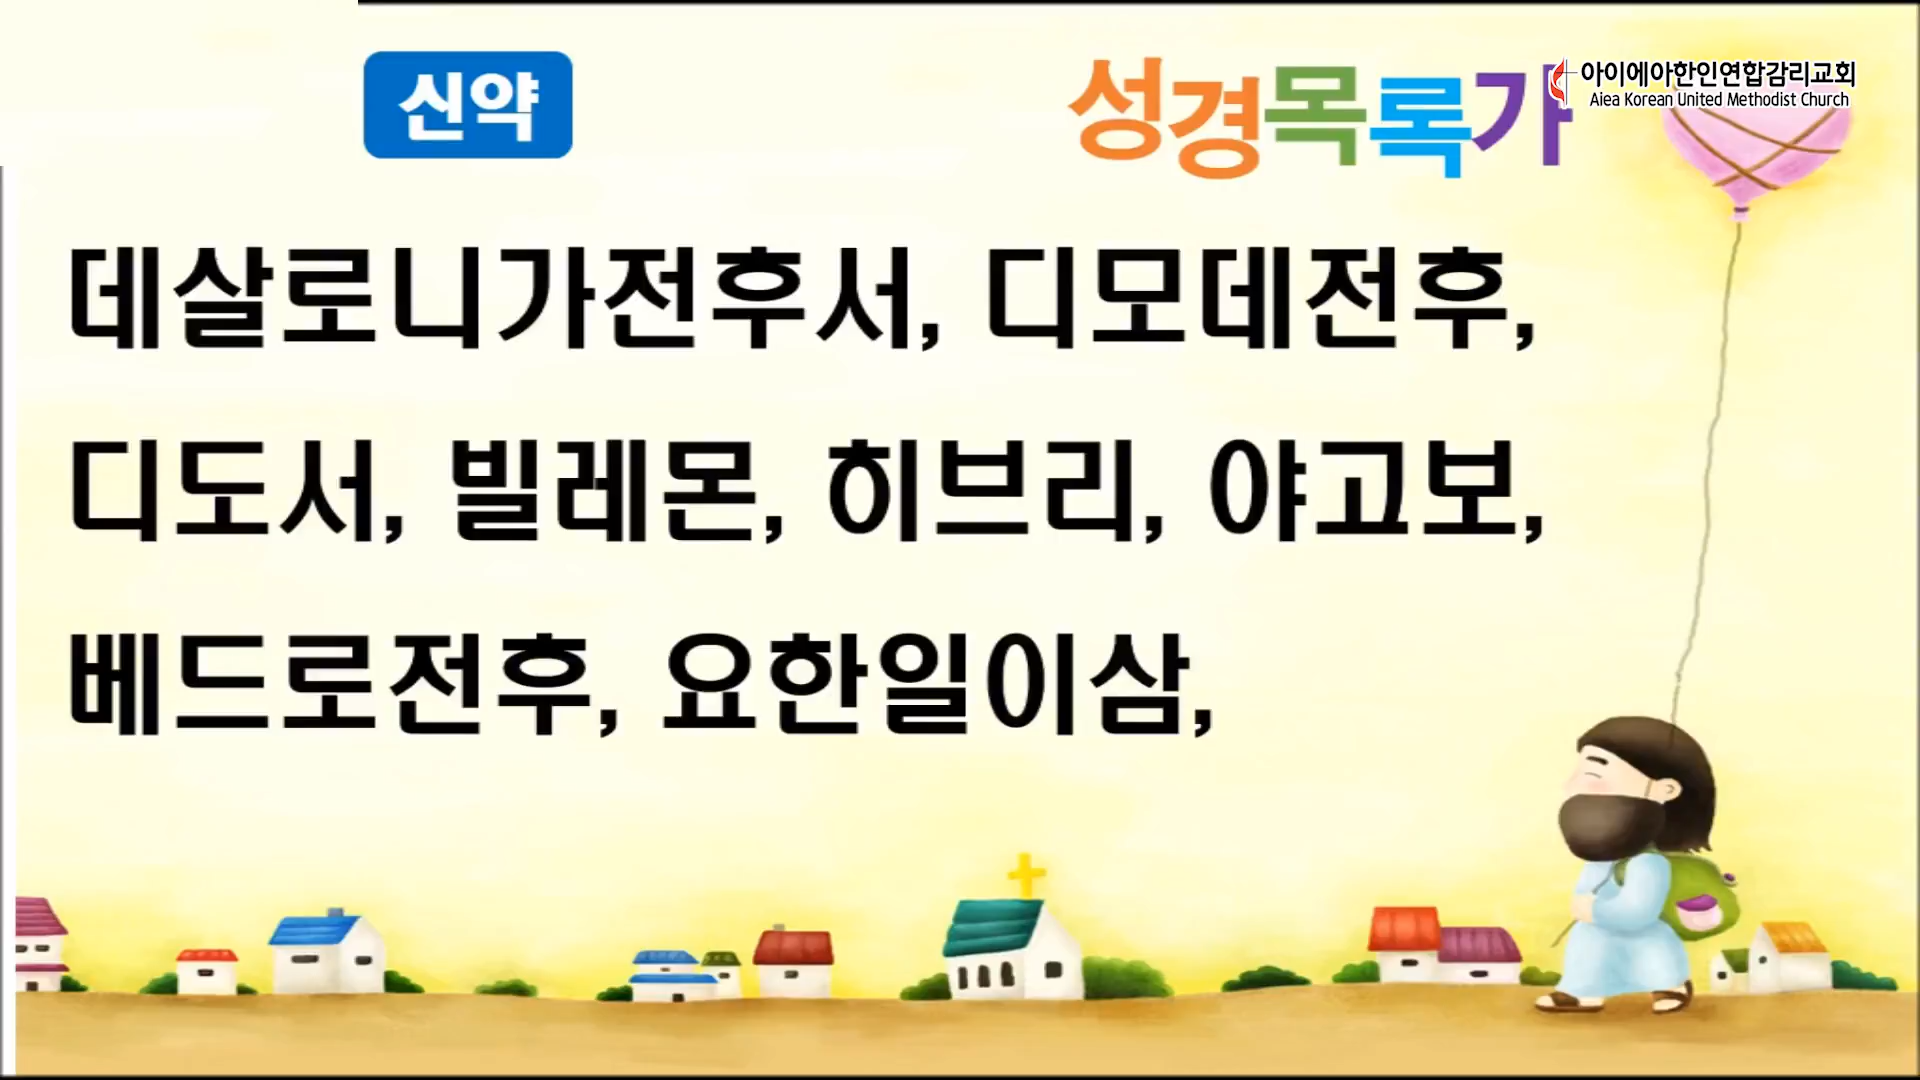 신약
성경목록가
아이에아한인연합감리교회
Aiea Korean United Methodist Church
데살로니가전후서, 디모데전후,
디도서, 빌레몬, 히브리, 야고보,
베드로전후, 요한일이삼,